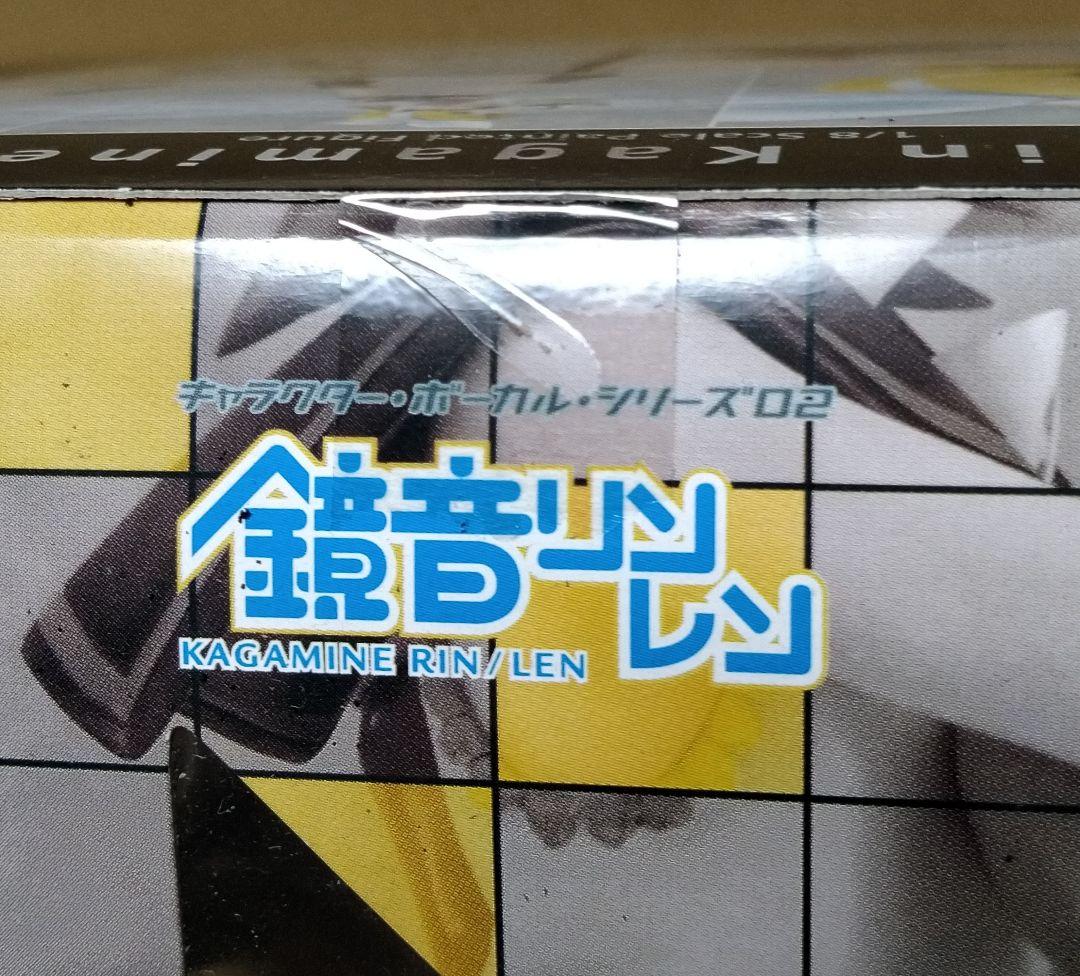 1/8 Scale Painted Figure
in Kagamine
キャラクター・ボーカル・シリーズ02
鏡音リン
レン
KAGAMINE RIN/LEN